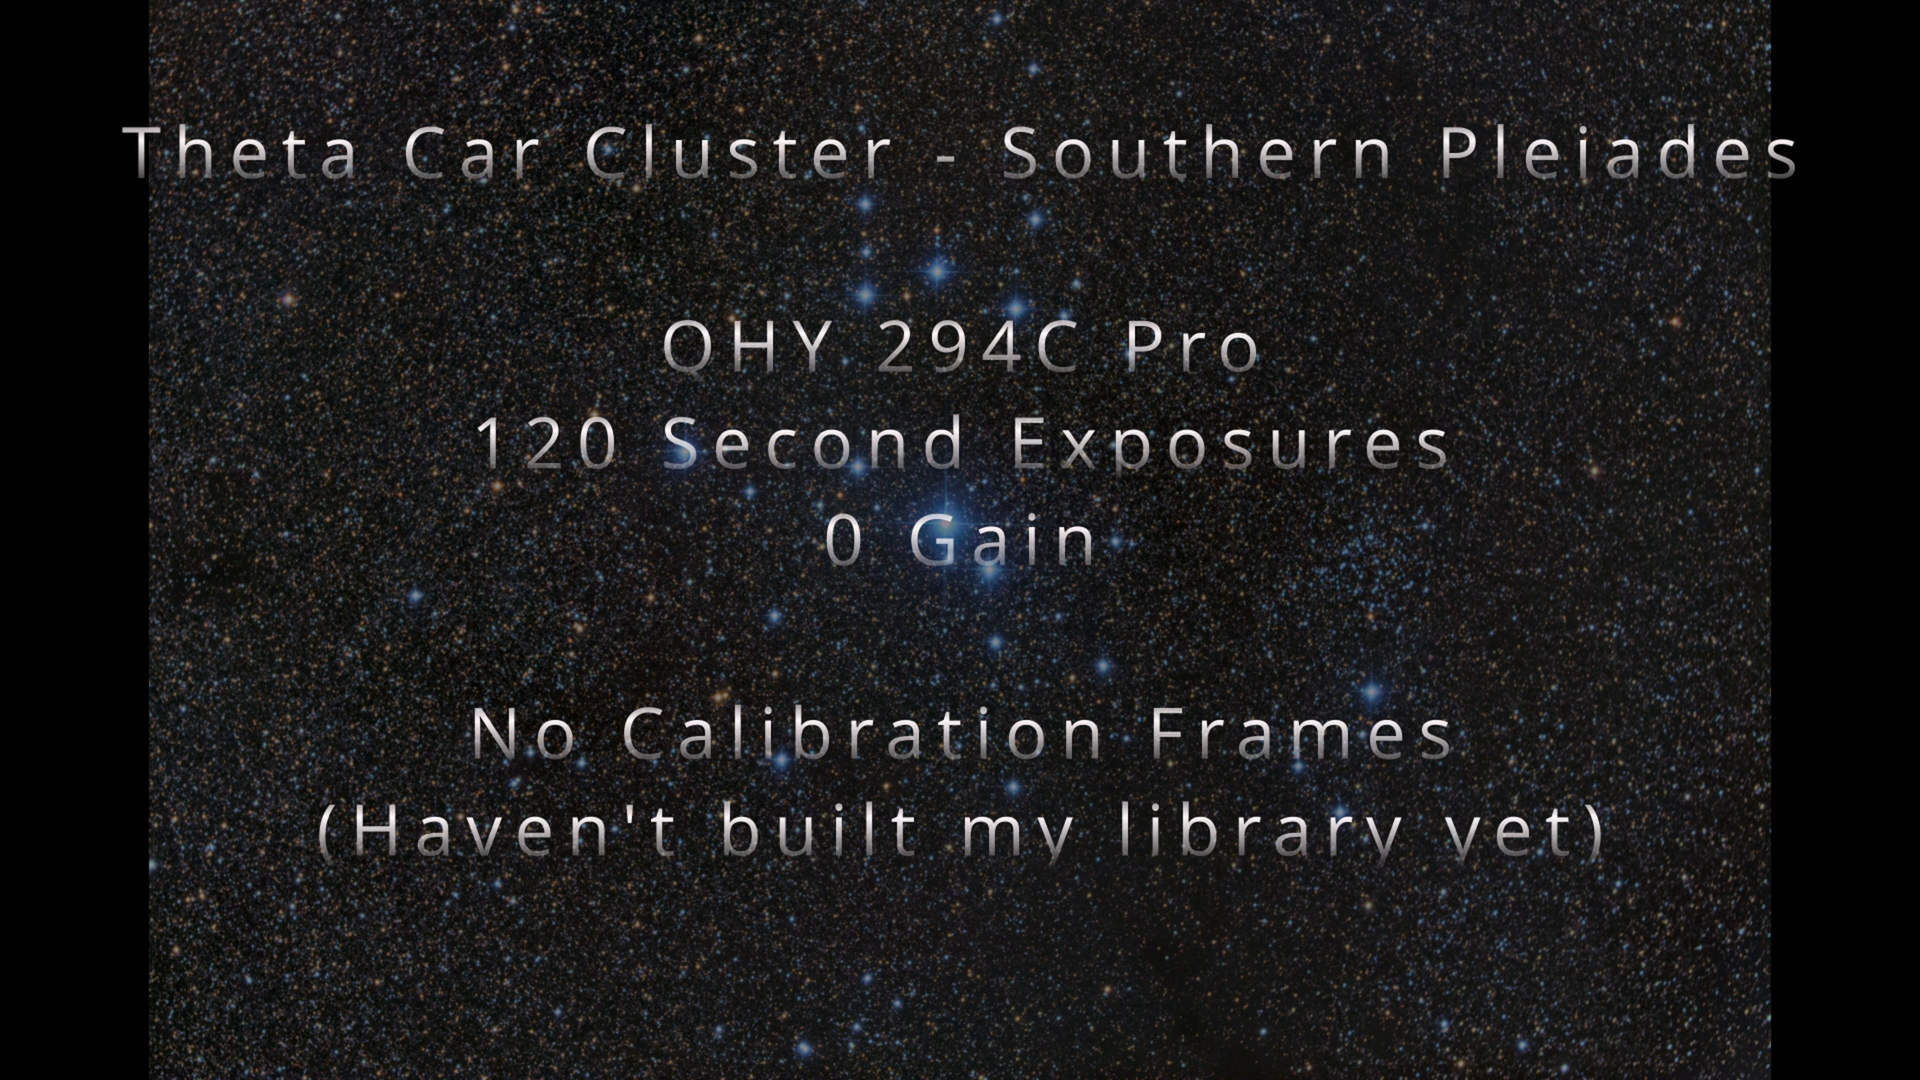 Theta Car Cluster - Southern Pleiades
QHY 294C Pro
120 Second Exposures
0 Gain
No Calibration Frames
(Haven't built my library yet)